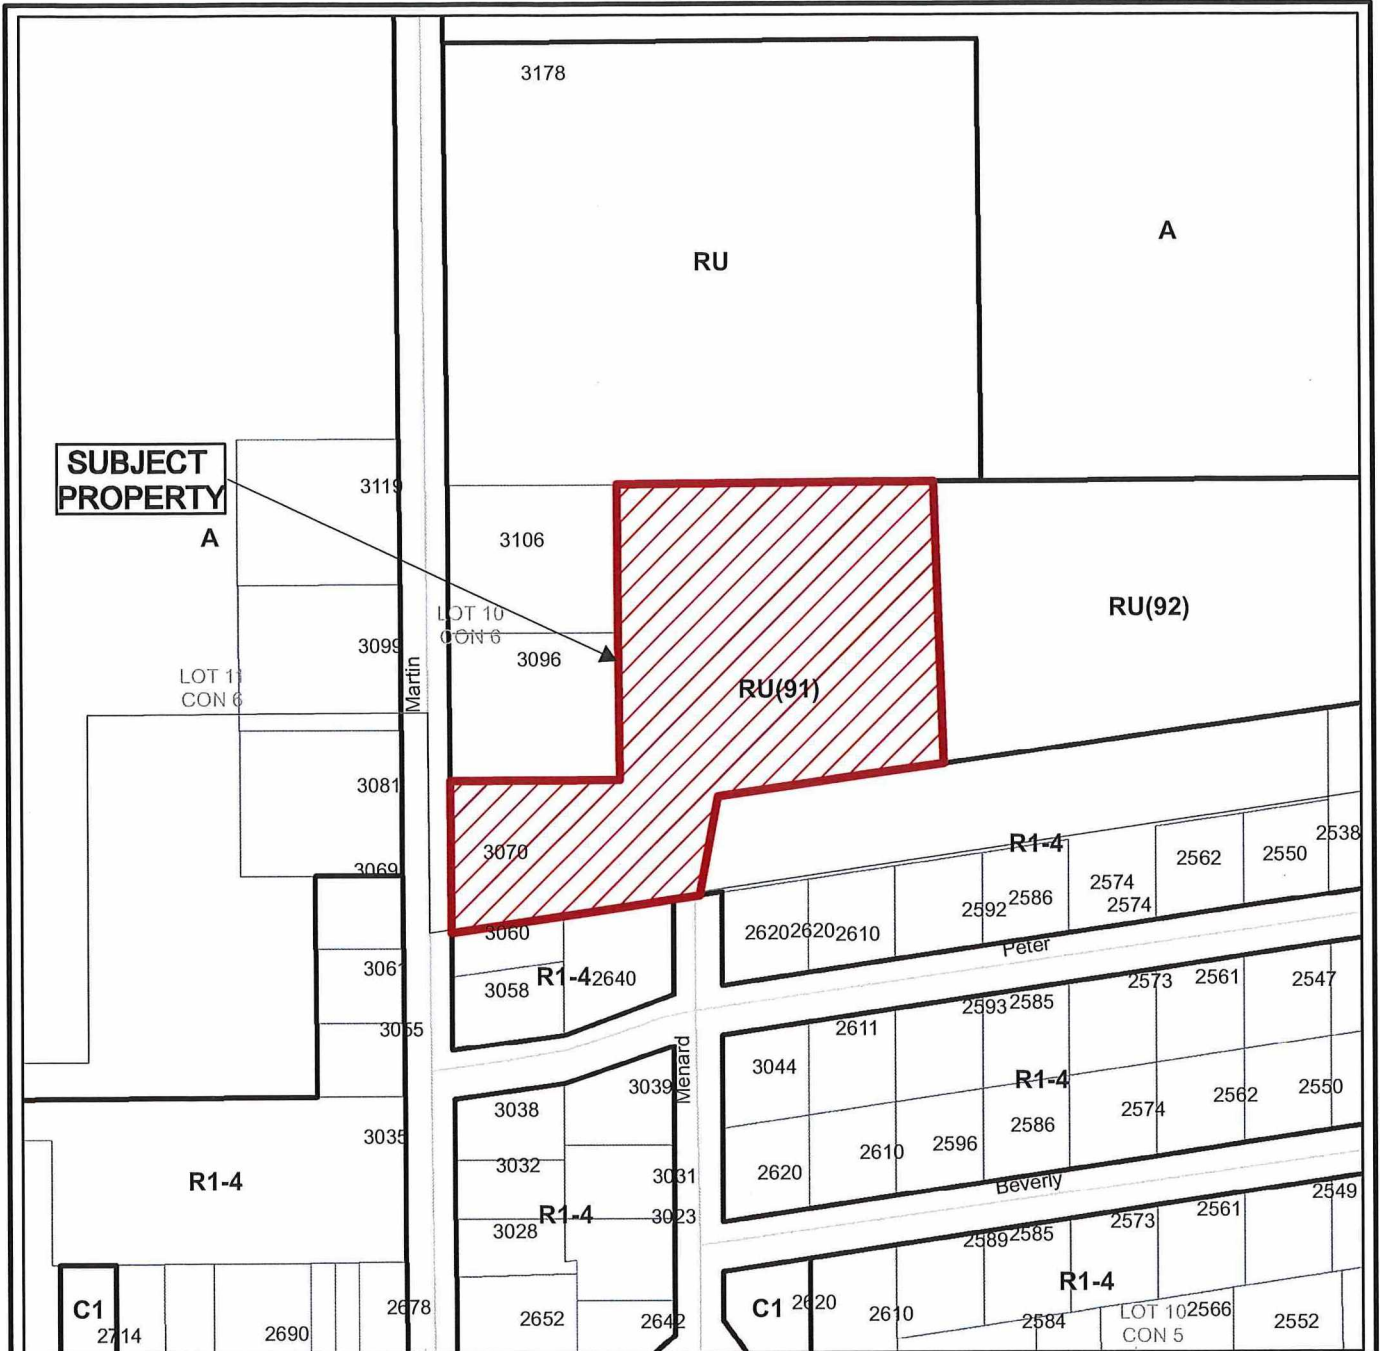 3178
RU
A
SUBJECT
PROPERTY
3119
A
3106
LOT 10
CON 6
RU(92)
3099
3096
LOT 11
CON 6
Martin
RU(91)
3081
3070
3069
R1-4
2538
2562
2550
2574
2586
2574
2592
3060
2620
2620
2610
Peter
3061
R1-4
2640
3058
2573
2561
2547
2593
2585
3055
2611
3044
Menard
R1-4
3039
2550
3038
2562
2574
2586
3035
2596
2610
3032
2620
3031
R1-4
Beverly
2549
R1-4
3023
2561
3028
2573
2585
2589
R1-4
C1
2678
C1
2620
2610
LOT 10
2566
2652
2642
2584
2552
2714
2690
CON 5